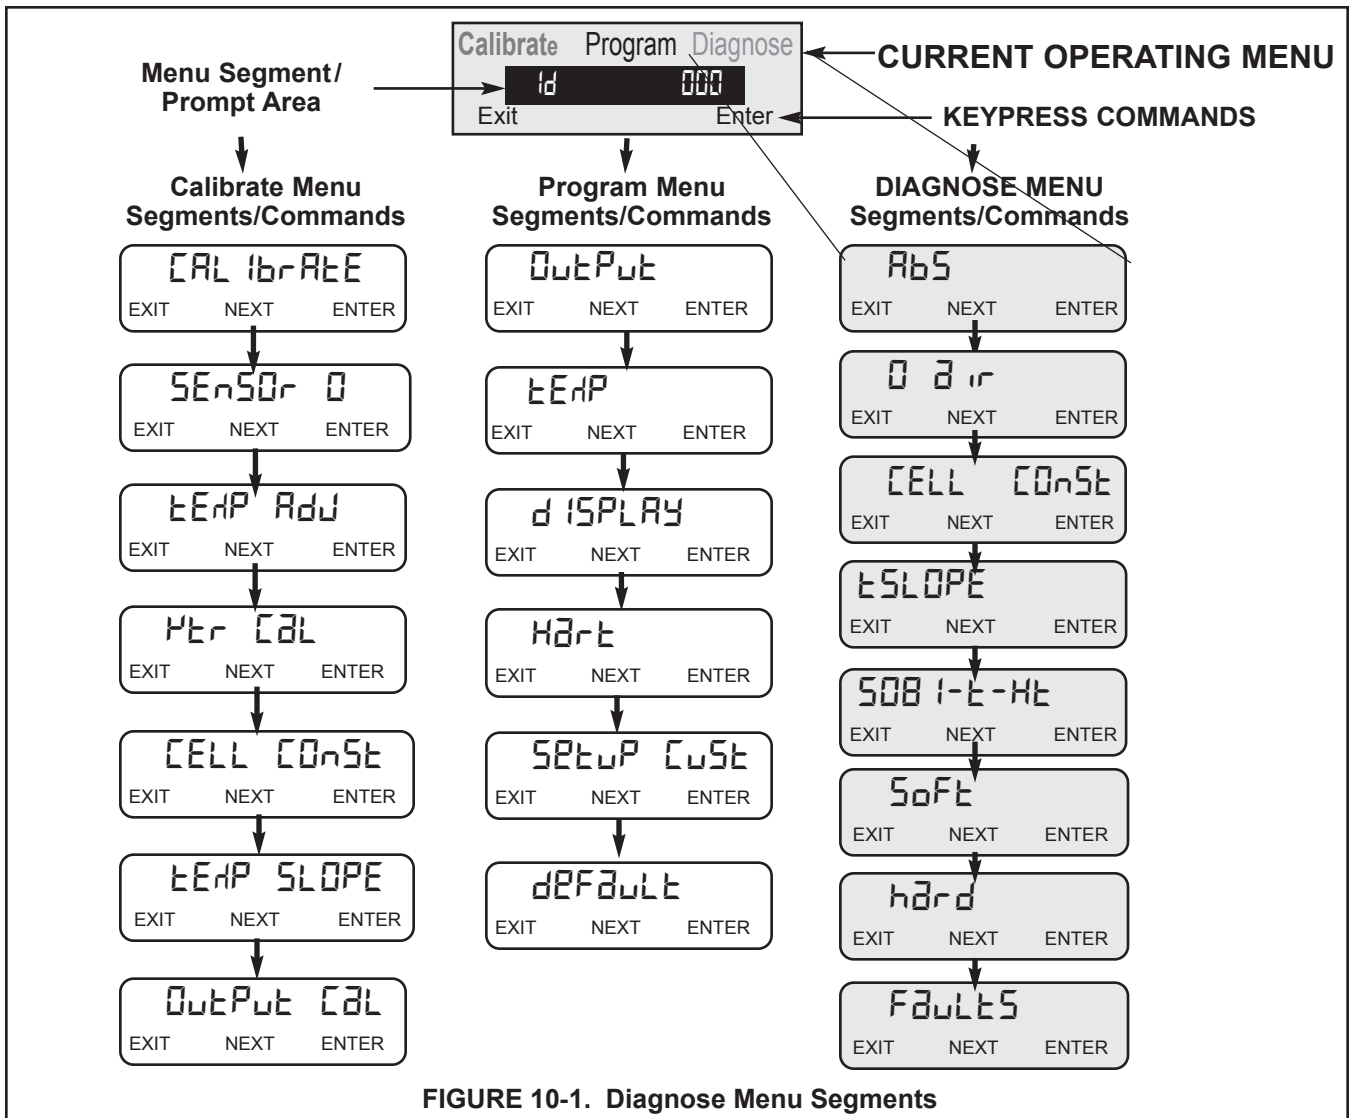 Calibrate Program Diagnose
Id 000
Exit Enter
CURRENT OPERATING MENU
KEYPRESS COMMANDS
Menu Segment/
Prompt Area
Calibrate Menu
Segments/Commands
CALIbrAtE
EXIT NEXT ENTER
SEnSOr 0
EXIT NEXT ENTER
tEMP AdJ
EXIT NEXT ENTER
Mtr CaL
EXIT NEXT ENTER
CELL COnSt
EXIT NEXT ENTER
tEMP SLOPE
EXIT NEXT ENTER
OutPut CaL
EXIT NEXT ENTER
Program Menu
Segments/Commands
OutPut
EXIT NEXT ENTER
tEMP
EXIT NEXT ENTER
dISPLAY
EXIT NEXT ENTER
Hart
EXIT NEXT ENTER
SetuP CuSt
EXIT NEXT ENTER
deFauLt
EXIT NEXT ENTER
DIAGNOSE MENU
Segments/Commands
AbS
EXIT NEXT ENTER
0 air
EXIT NEXT ENTER
CELL COnSt
EXIT NEXT ENTER
tSLOPE
EXIT NEXT ENTER
5081-t-Ht
EXIT NEXT ENTER
SoFt
EXIT NEXT ENTER
hard
EXIT NEXT ENTER
FauLtS
EXIT NEXT ENTER
FIGURE 10-1. Diagnose Menu Segments